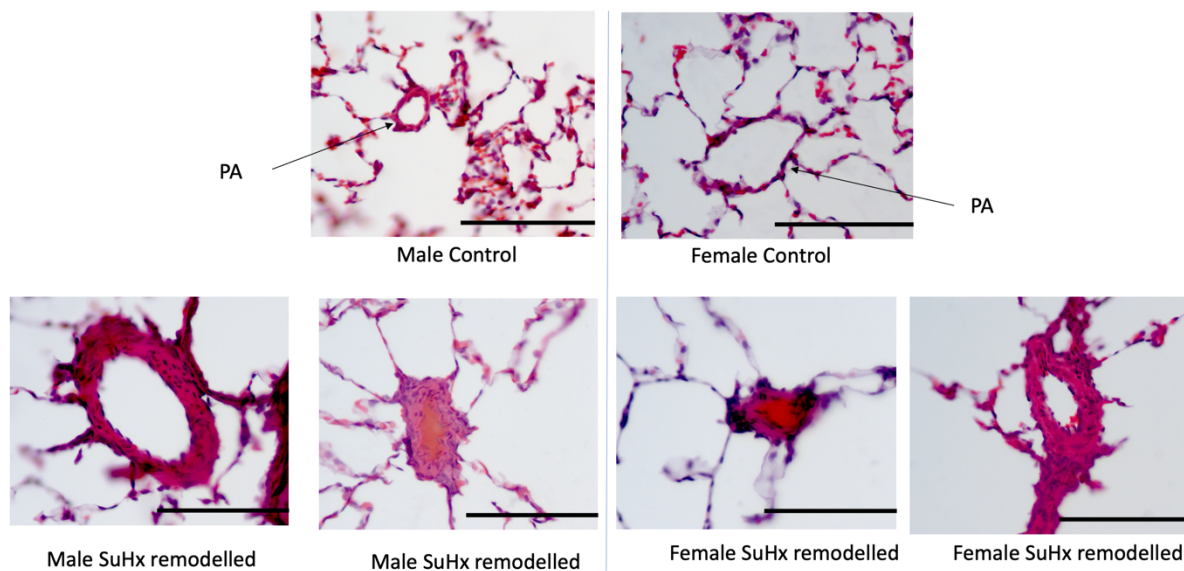 PA
PA
Male Control
Female Control
Male SuHx remodelled
Male SuHx remodelled
Female SuHx remodelled
Female SuHx remodelled